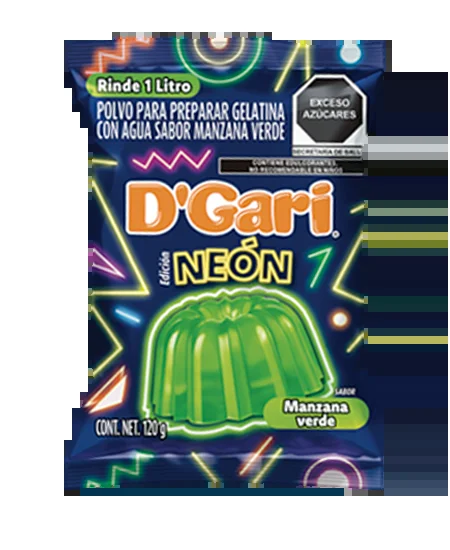 Rinde 1 Litro
POLVO PARA PREPARAR GELATINA
CON AGUA SABOR MANZANA VERDE
EXCESO
AZÚCARES
SECRETARÍA DE SALUD
CONTIENE EDULCORANTES,
NO RECOMENDABLE EN NIÑOS
D'Gari
Edición
NEÓN
SABOR
Manzana
verde
CONT. NET. 120 g